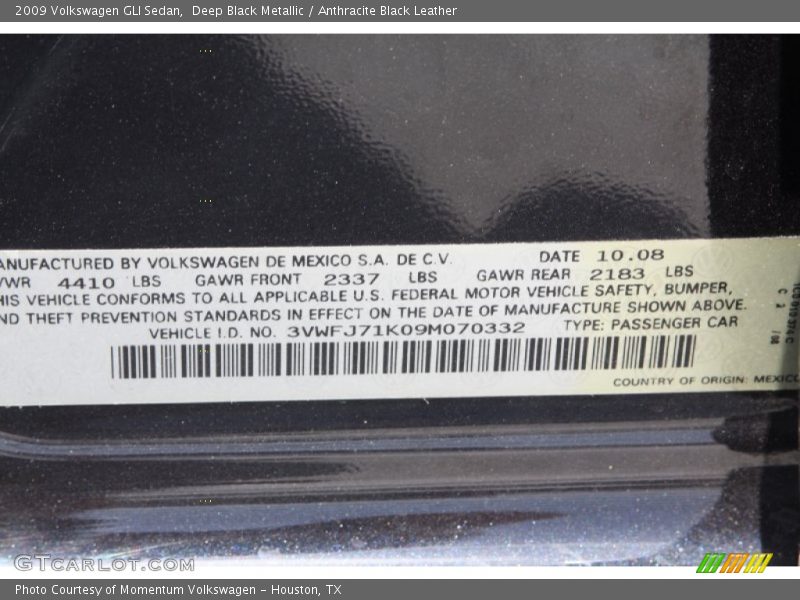 2009 Volkswagen GLI Sedan,  Deep Black Metallic / Anthracite Black Leather
ANUFACTURED BY VOLKSWAGEN DE MEXICO S.A. DE C.V. DATE 10.08
VWR 4410 LBS GAWR FRONT 2337 LBS GAWR REAR 2183 LBS
HIS VEHICLE CONFORMS TO ALL APPLICABLE U.S. FEDERAL MOTOR VEHICLE SAFETY, BUMPER,
ND THEFT PREVENTION STANDARDS IN EFFECT ON THE DATE OF MANUFACTURE SHOWN ABOVE.
VEHICLE I.D. NO. 3VWFJ71K09M070332 TYPE: PASSENGER CAR
COUNTRY OF ORIGIN: MEXICO
GTCARLOT.COM
Photo Courtesy of Momentum Volkswagen - Houston, TX